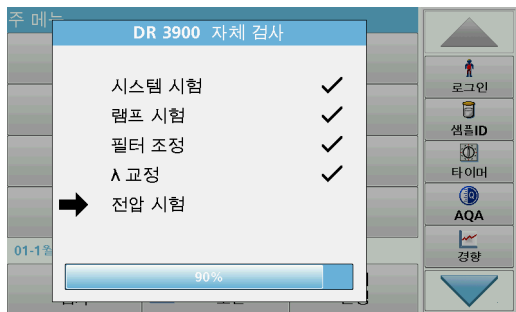 주 메뉴
DR 3900 자체 검사
시스템 시험
램프 시험
필터 조정
λ 교정
전압 시험
90%
01-1월
로그인
샘플ID
타이머
AQA
경향